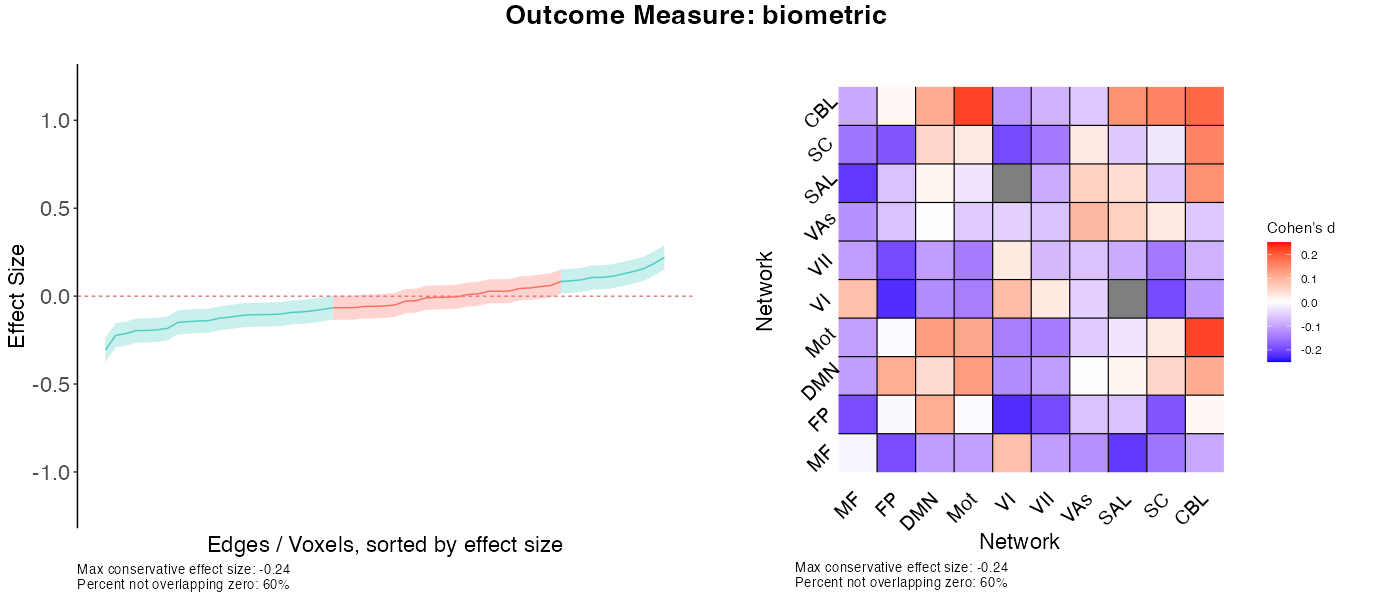 Outcome Measure: biometric
Effect Size
1.0
0.5
0.0
-0.5
-1.0
Edges / Voxels, sorted by effect size
Max conservative effect size: -0.24
Percent not overlapping zero: 60%
Network
CBL
SC
SAL
VAs
VII
VI
Mot
DMN
FP
MF
MF
FP
DMN
Mot
VI
VII
VAs
SAL
SC
CBL
Network
Max conservative effect size: -0.24
Percent not overlapping zero: 60%
Cohen's d
0.2
0.1
0.0
-0.1
-0.2